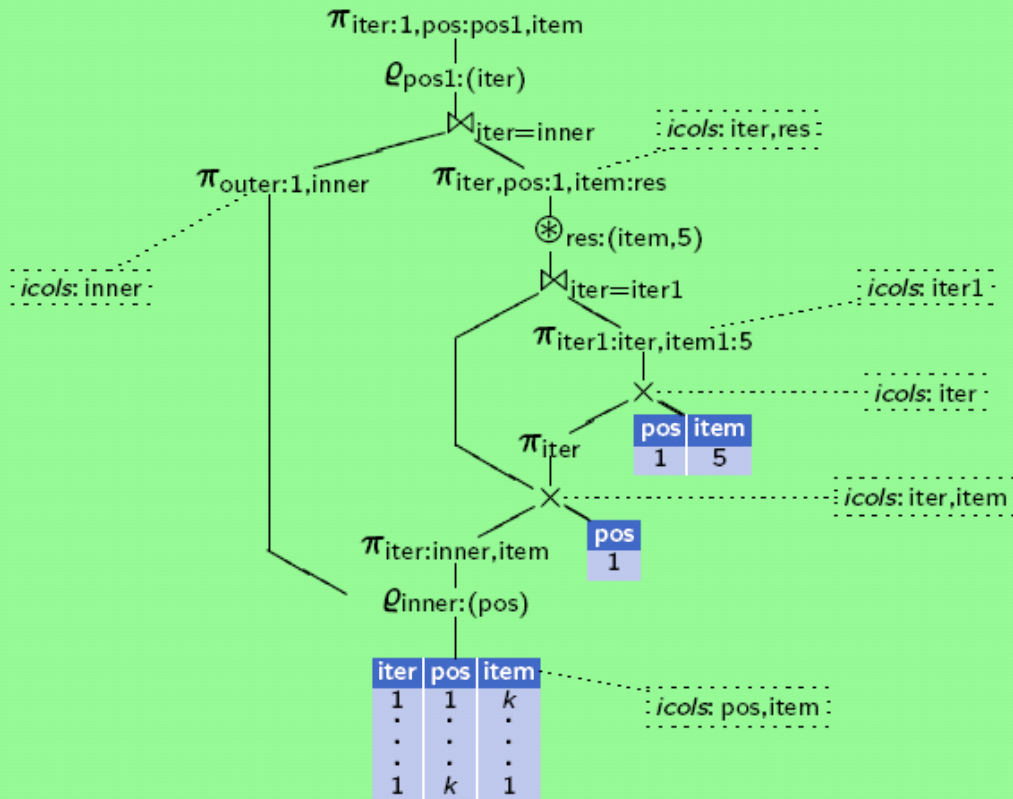 π iter:1,pos:pos1,item
ϱ pos1:(iter)
⋈ iter=inner
icols: iter,res
π outer:1,inner
π iter,pos:1,item:res
⊛ res:(item,5)
icols: inner
⋈ iter=iter1
icols: iter1
π iter1:iter,item1:5
×
icols: iter
pos item
1 5
π iter
×
icols: iter,item
pos
1
π iter:inner,item
ϱ inner:(pos)
iter pos item
1 1 k
. . .
. . .
. . .
1 k 1
icols: pos,item